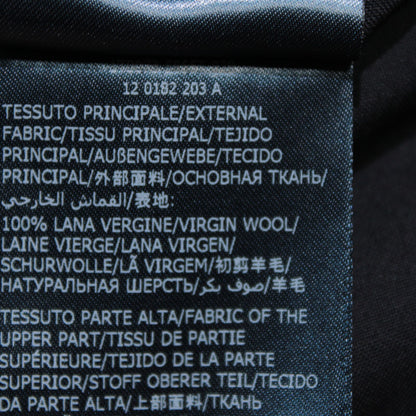 12 0182 203 A
TESSUTO PRINCIPALE/EXTERNAL
FABRIC/TISSU PRINCIPAL/TEJIDO
PRINCIPAL/AUßENGEWEBE/TECIDO
PRINCIPAL/外部面料/ОСНОВНАЯ ТКАНЬ/
القماش الخارجي/表地:
100% LANA VERGINE/VIRGIN WOOL/
LAINE VIERGE/LANA VIRGEN/
SCHURWOLLE/LÃ VIRGEM/初剪羊毛/
НАТУРАЛЬНАЯ ШЕРСТЬ/صوف بكر/羊毛
TESSUTO PARTE ALTA/FABRIC OF THE
UPPER PART/TISSU DE PARTIE
SUPÉRIEURE/TEJIDO DE LA PARTE
SUPERIOR/STOFF OBERER TEIL/TECIDO
DA PARTE ALTA/上部面料/ТКАНЬ